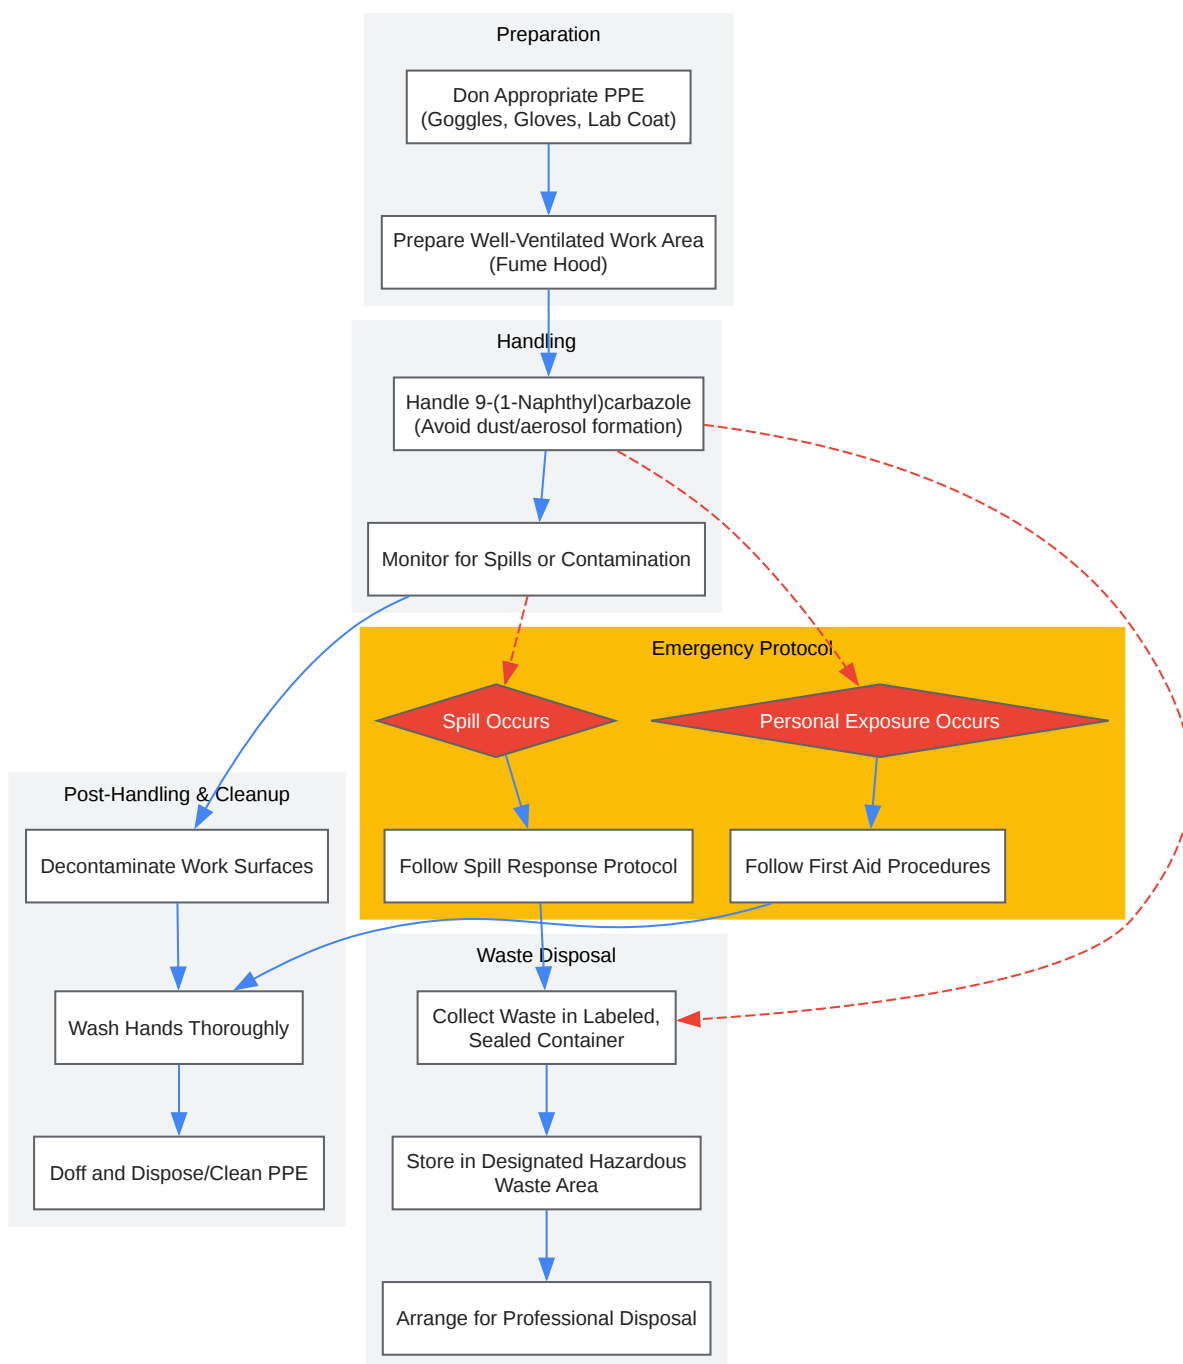 Preparation
Don Appropriate PPE
(Goggles, Gloves, Lab Coat)
Prepare Well-Ventilated Work Area
(Fume Hood)
Handling
Handle 9-(1-Naphthyl)carbazole
(Avoid dust/aerosol formation)
Monitor for Spills or Contamination
Emergency Protocol
Spill Occurs
Personal Exposure Occurs
Follow Spill Response Protocol
Follow First Aid Procedures
Post-Handling & Cleanup
Decontaminate Work Surfaces
Wash Hands Thoroughly
Doff and Dispose/Clean PPE
Waste Disposal
Collect Waste in Labeled,
Sealed Container
Store in Designated Hazardous
Waste Area
Arrange for Professional Disposal